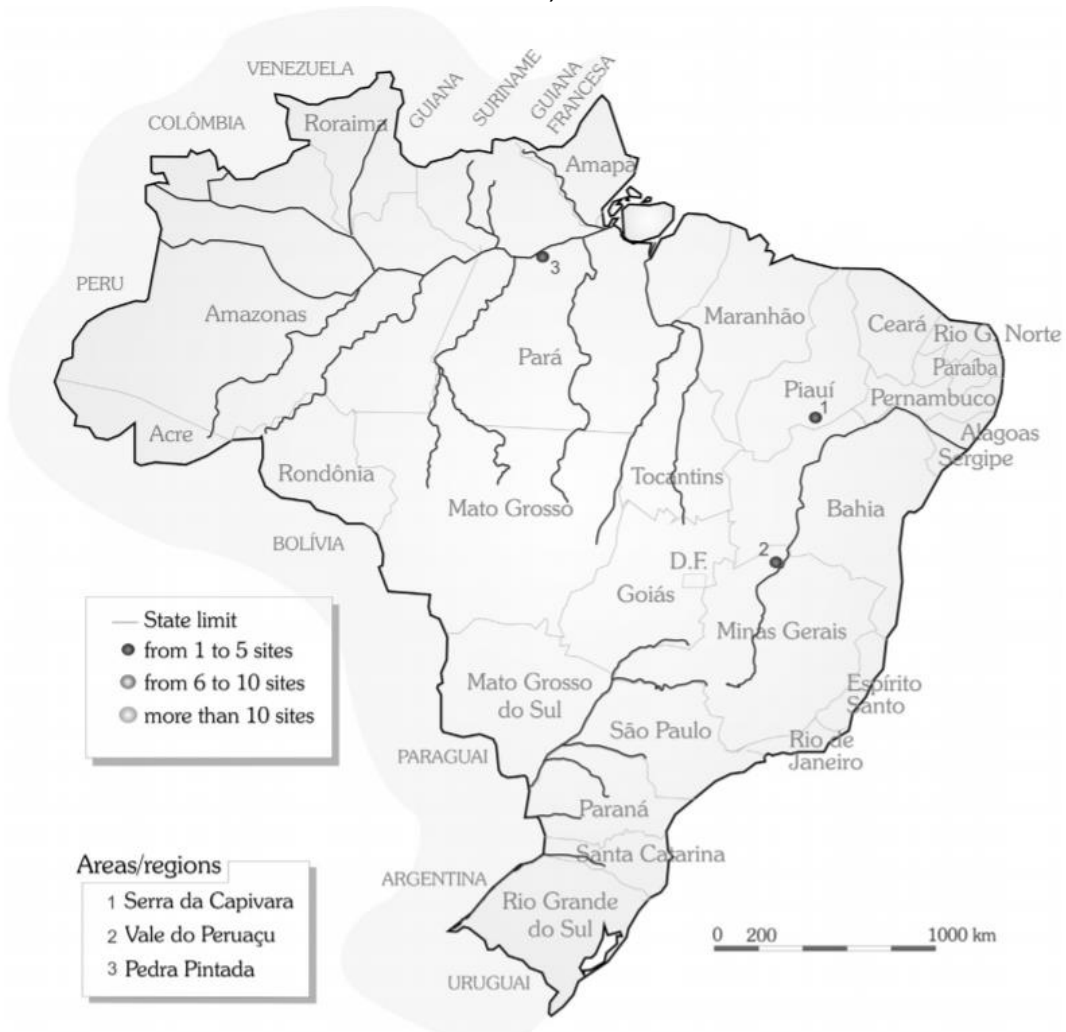 VENEZUELA
GUIANA
SURINAME
GUIANA
FRANCESA
COLÔMBIA
Roraima
Amapa
PERU
3
Amazonas
Maranhão
Ceará
Rio G. Norte
Pará
Paraíba
Piauí
1
Pernambuco
Acre
Alagoas
Sergipe
Rondônia
Tocantins
Mato Grosso
Bahia
BOLÍVIA
D.F.
2
Goiás
Minas Gerais
State limit
from 1 to 5 sites
from 6 to 10 sites
more than 10 sites
Mato Grosso
do Sul
Espírito
Santo
São Paulo
Rio de
Janeiro
PARAGUAI
Paraná
Santa Catarina
Areas/regions
1 Serra da Capivara
2 Vale do Peruaçu
3 Pedra Pintada
ARGENTINA
Rio Grande
do Sul
0 200 1000 km
URUGUAI